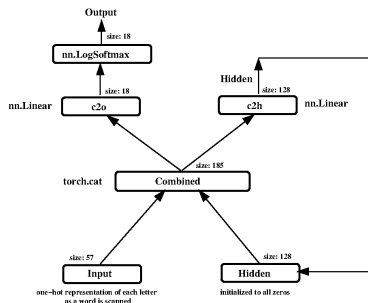 Output
size: 18
nn.LogSoftmax
size: 18
nn.Linear
c2o
Hidden
size: 128
c2h
nn.Linear
size: 185
torch.cat
Combined
size: 57
size: 128
Input
Hidden
one-hot representation of each letter
as a word is scanned
initialized to all zeros